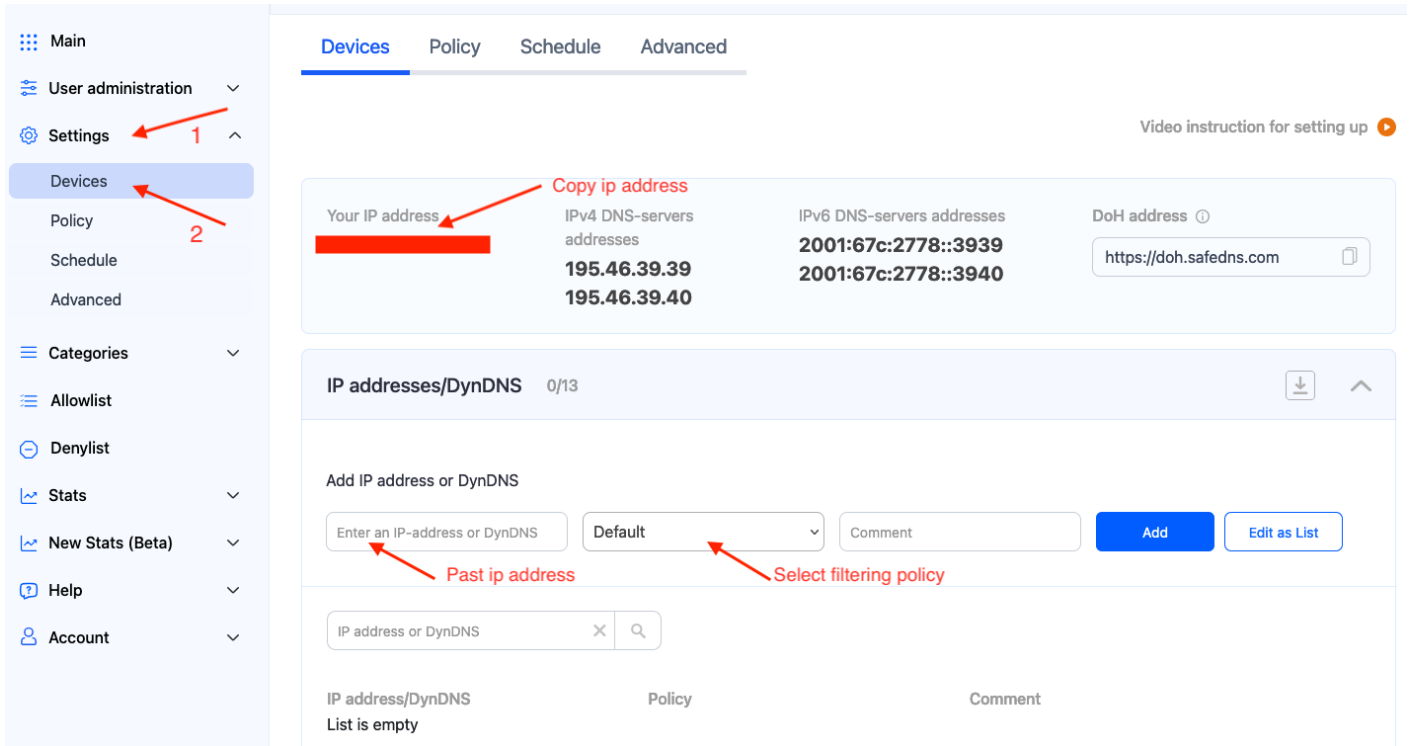 Main
User administration
Settings
1
Devices
2
Policy
Schedule
Advanced
Categories
Allowlist
Denylist
Stats
New Stats (Beta)
Help
Account
Devices Policy Schedule Advanced
Video instruction for setting up
Copy ip address
Your IP address
IPv4 DNS-servers
addresses
195.46.39.39
195.46.39.40
IPv6 DNS-servers addresses
2001:67c:2778::3939
2001:67c:2778::3940
DoH address
https://doh.safedns.com
IP addresses/DynDNS 0/13
Add IP address or DynDNS
Enter an IP-address or DynDNS Default Comment Add Edit as List
Past ip address Select filtering policy
IP address or DynDNS
IP address/DynDNS Policy Comment
List is empty